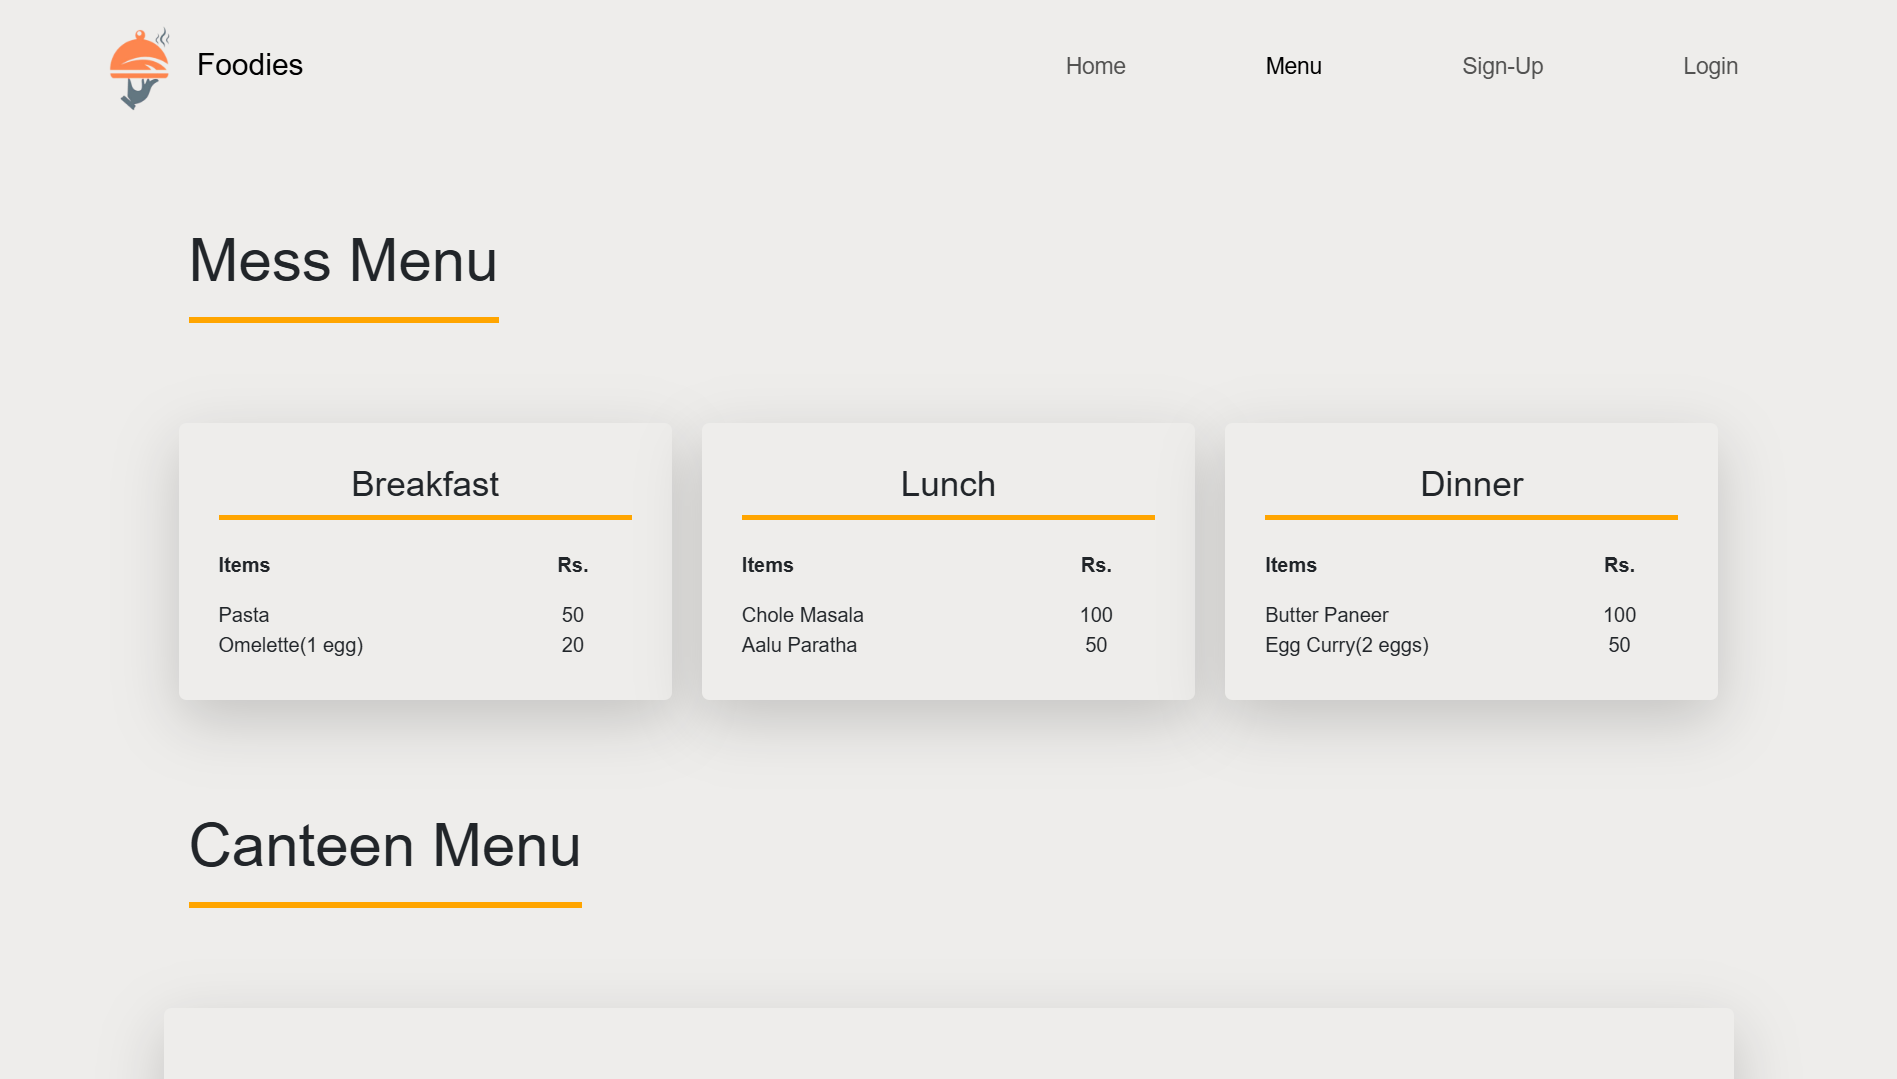 Foodies
Home Menu Sign-Up Login
Mess Menu
Breakfast
Items Rs.
Pasta 50
Omelette(1 egg) 20
Lunch
Items Rs.
Chole Masala 100
Aalu Paratha 50
Dinner
Items Rs.
Butter Paneer 100
Egg Curry(2 eggs) 50
Canteen Menu